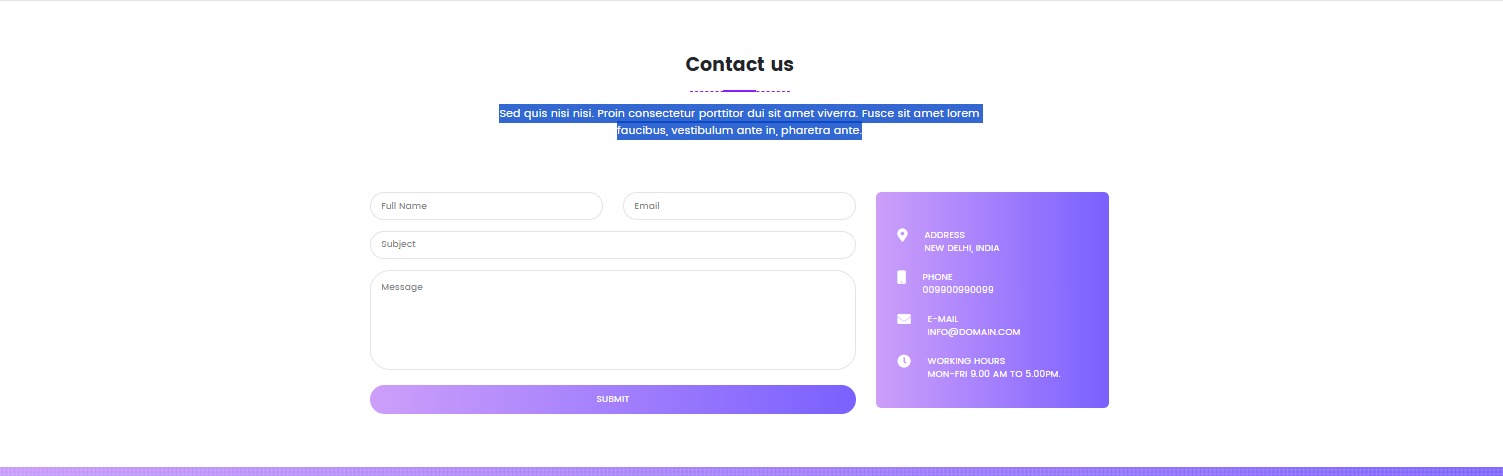 Contact us
Sed quis nisi nisi. Proin consectetur porttitor dui sit amet viverra. Fusce sit amet lorem
faucibus, vestibulum ante in, pharetra ante.
Full Name
Email
Subject
Message
SUBMIT
ADDRESS
NEW DELHI, INDIA
PHONE
009900990099
E-MAIL
INFO@DOMAIN.COM
WORKING HOURS
MON-FRI 9.00 AM TO 5.00PM.